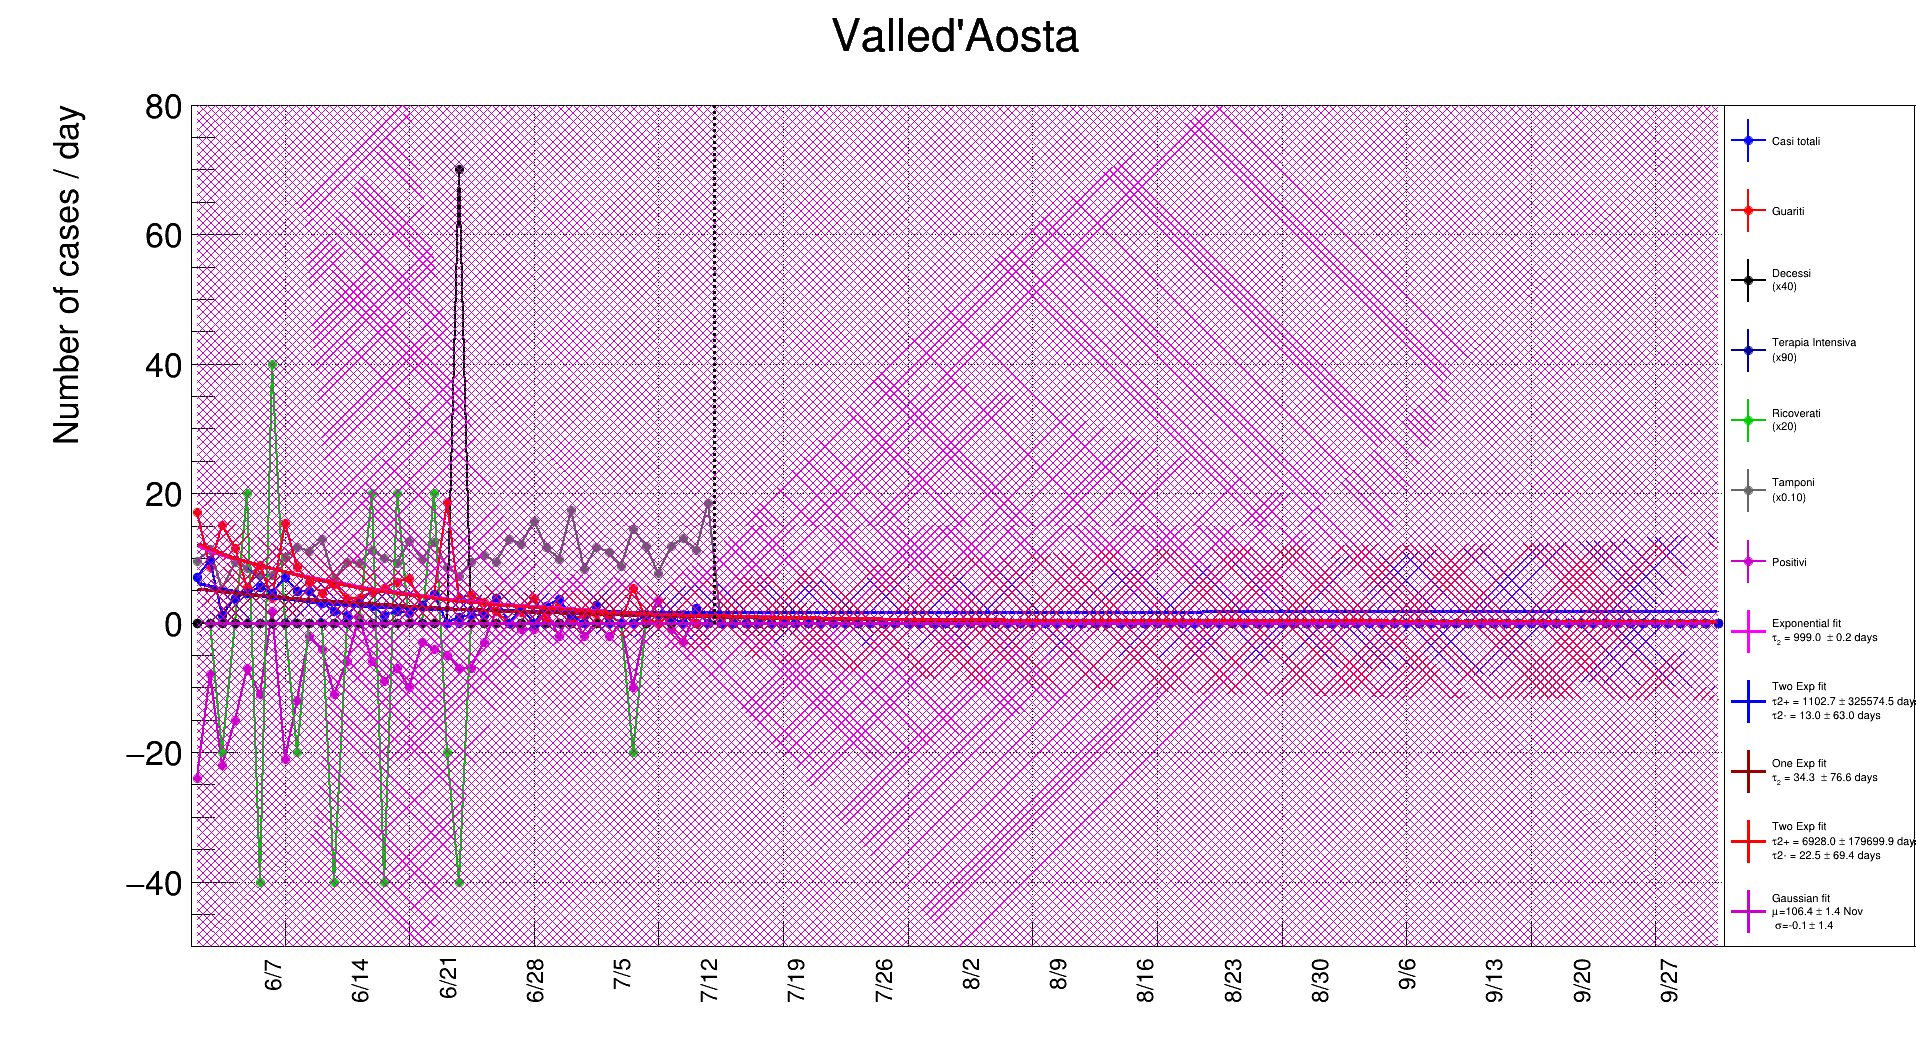 Valled'Aosta
Number of cases / day
80
60
40
20
0
−20
−40
6/7
6/14
6/21
6/28
7/5
7/12
7/19
7/26
8/2
8/9
8/16
8/23
8/30
9/6
9/13
9/20
9/27
Casi totali
Guariti
Decessi
(x40)
Terapia Intensiva
(x90)
Ricoverati
(x20)
Tamponi
(x0.10)
Positivi
Exponential fit
τ₂ = 999.0 ± 0.2 days
Two Exp fit
τ2+ = 1102.7 ± 325574.5 day
τ2- = 13.0 ± 63.0 days
One Exp fit
τ₂ = 34.3 ± 76.6 days
Two Exp fit
τ2+ = 6928.0 ± 179699.9 day
τ2- = 22.5 ± 69.4 days
Gaussian fit
μ=106.4 ± 1.4 Nov
σ=-0.1 ± 1.4